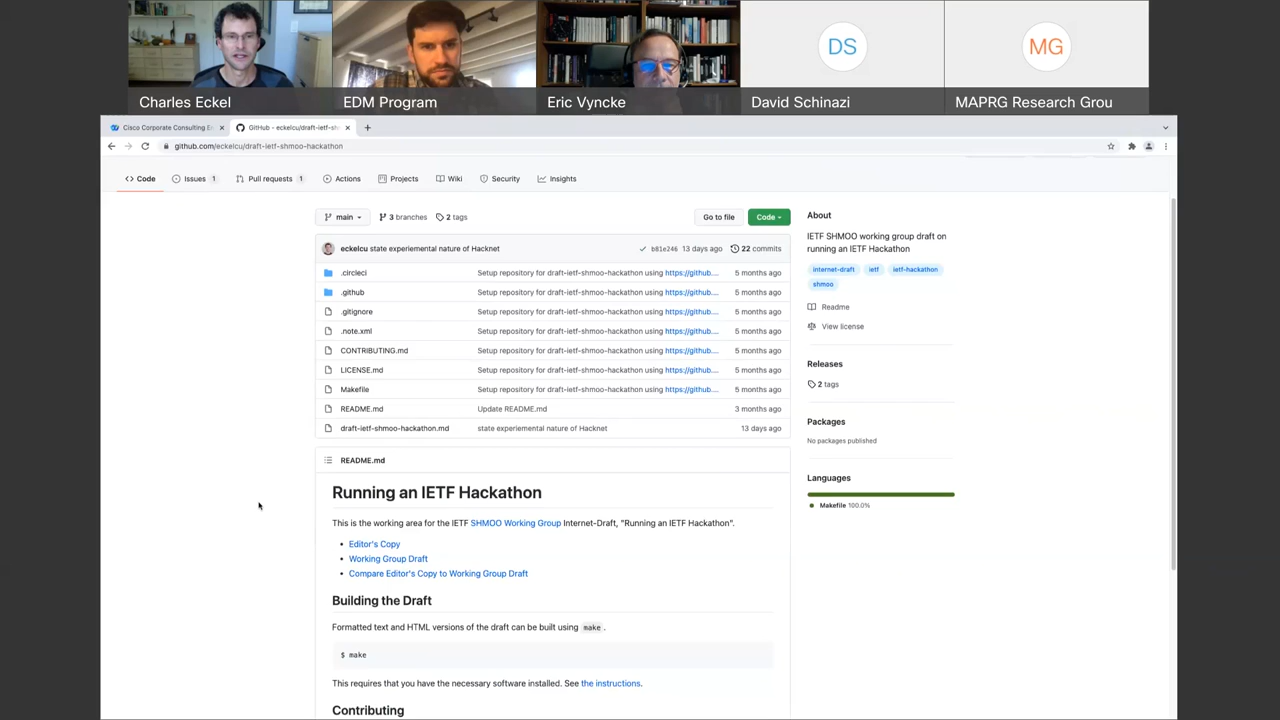 DS
MG
Charles Eckel
EDM Program
Eric Vyncke
David Schinazi
MAPRG Research Grou
Cisco Corporate Consulting E
GitHub - eckelcu/draft-ietf-sh
github.com/eckelcu/draft-ietf-shmoo-hackathon
Code
Issues 1
Pull requests 1
Actions
Projects
Wiki
Security
Insights
main
3 branches
2 tags
Go to file
Code
eckelcu state experiemental nature of Hacknet
b81e246 13 days ago
22 commits
.circleci Setup repository for draft-ietf-shmoo-hackathon using https://github.... 5 months ago
.github Setup repository for draft-ietf-shmoo-hackathon using https://github.... 5 months ago
.gitignore Setup repository for draft-ietf-shmoo-hackathon using https://github.... 5 months ago
.note.xml Setup repository for draft-ietf-shmoo-hackathon using https://github.... 5 months ago
CONTRIBUTING.md Setup repository for draft-ietf-shmoo-hackathon using https://github.... 5 months ago
LICENSE.md Setup repository for draft-ietf-shmoo-hackathon using https://github.... 5 months ago
Makefile Setup repository for draft-ietf-shmoo-hackathon using https://github.... 5 months ago
README.md Update README.md 3 months ago
draft-ietf-shmoo-hackathon.md state experiemental nature of Hacknet 13 days ago
README.md
Running an IETF Hackathon
This is the working area for the IETF SHMOO Working Group Internet-Draft, "Running an IETF Hackathon".
• Editor's Copy
• Working Group Draft
• Compare Editor's Copy to Working Group Draft
Building the Draft
Formatted text and HTML versions of the draft can be built using make .
$ make
This requires that you have the necessary software installed. See the instructions.
Contributing
About
IETF SHMOO working group draft on
running an IETF Hackathon
internet-draft ietf ietf-hackathon
shmoo
Readme
View license
Releases
2 tags
Packages
No packages published
Languages
Makefile 100.0%